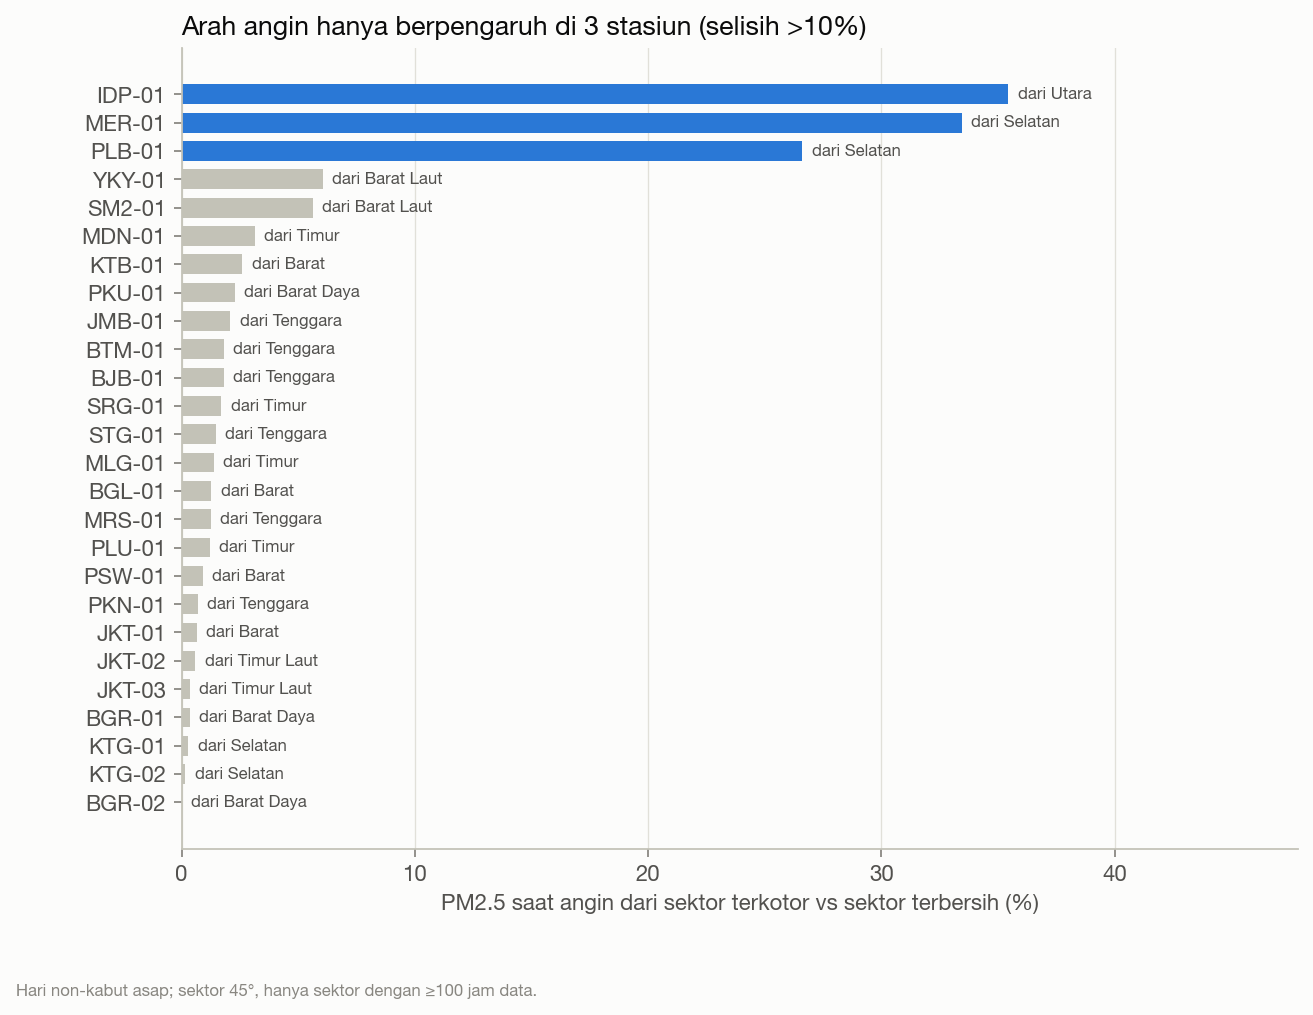 Arah angin hanya berpengaruh di 3 stasiun (selisih >10%)
IDP-01 dari Utara
MER-01 dari Selatan
PLB-01 dari Selatan
YKY-01 dari Barat Laut
SM2-01 dari Barat Laut
MDN-01 dari Timur
KTB-01 dari Barat
PKU-01 dari Barat Daya
JMB-01 dari Tenggara
BTM-01 dari Tenggara
BJB-01 dari Tenggara
SRG-01 dari Timur
STG-01 dari Tenggara
MLG-01 dari Timur
BGL-01 dari Barat
MRS-01 dari Tenggara
PLU-01 dari Timur
PSW-01 dari Barat
PKN-01 dari Tenggara
JKT-01 dari Barat
JKT-02 dari Timur Laut
JKT-03 dari Timur Laut
BGR-01 dari Barat Daya
KTG-01 dari Selatan
KTG-02 dari Selatan
BGR-02 dari Barat Daya
0 10 20 30 40
PM2.5 saat angin dari sektor terkotor vs sektor terbersih (%)
Hari non-kabut asap; sektor 45°, hanya sektor dengan ≥100 jam data.